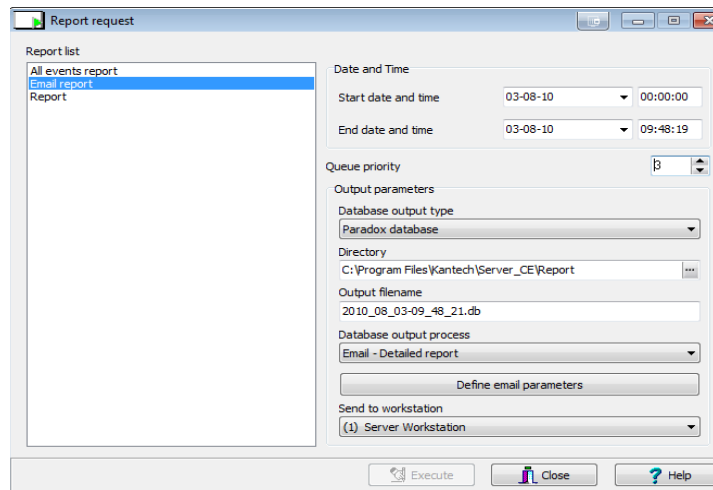 Report request
Report list
All events report
Email report
Report
Date and Time
Start date and time 03-08-10 00:00:00
End date and time 03-08-10 09:48:19
Queue priority 3
Output parameters
Database output type
Paradox database
Directory
C:\Program Files\Kantech\Server_CE\Report ...
Output filename
2010_08_03-09_48_21.db
Database output process
Email - Detailed report
Define email parameters
Send to workstation
(1) Server Workstation
Execute Close ? Help